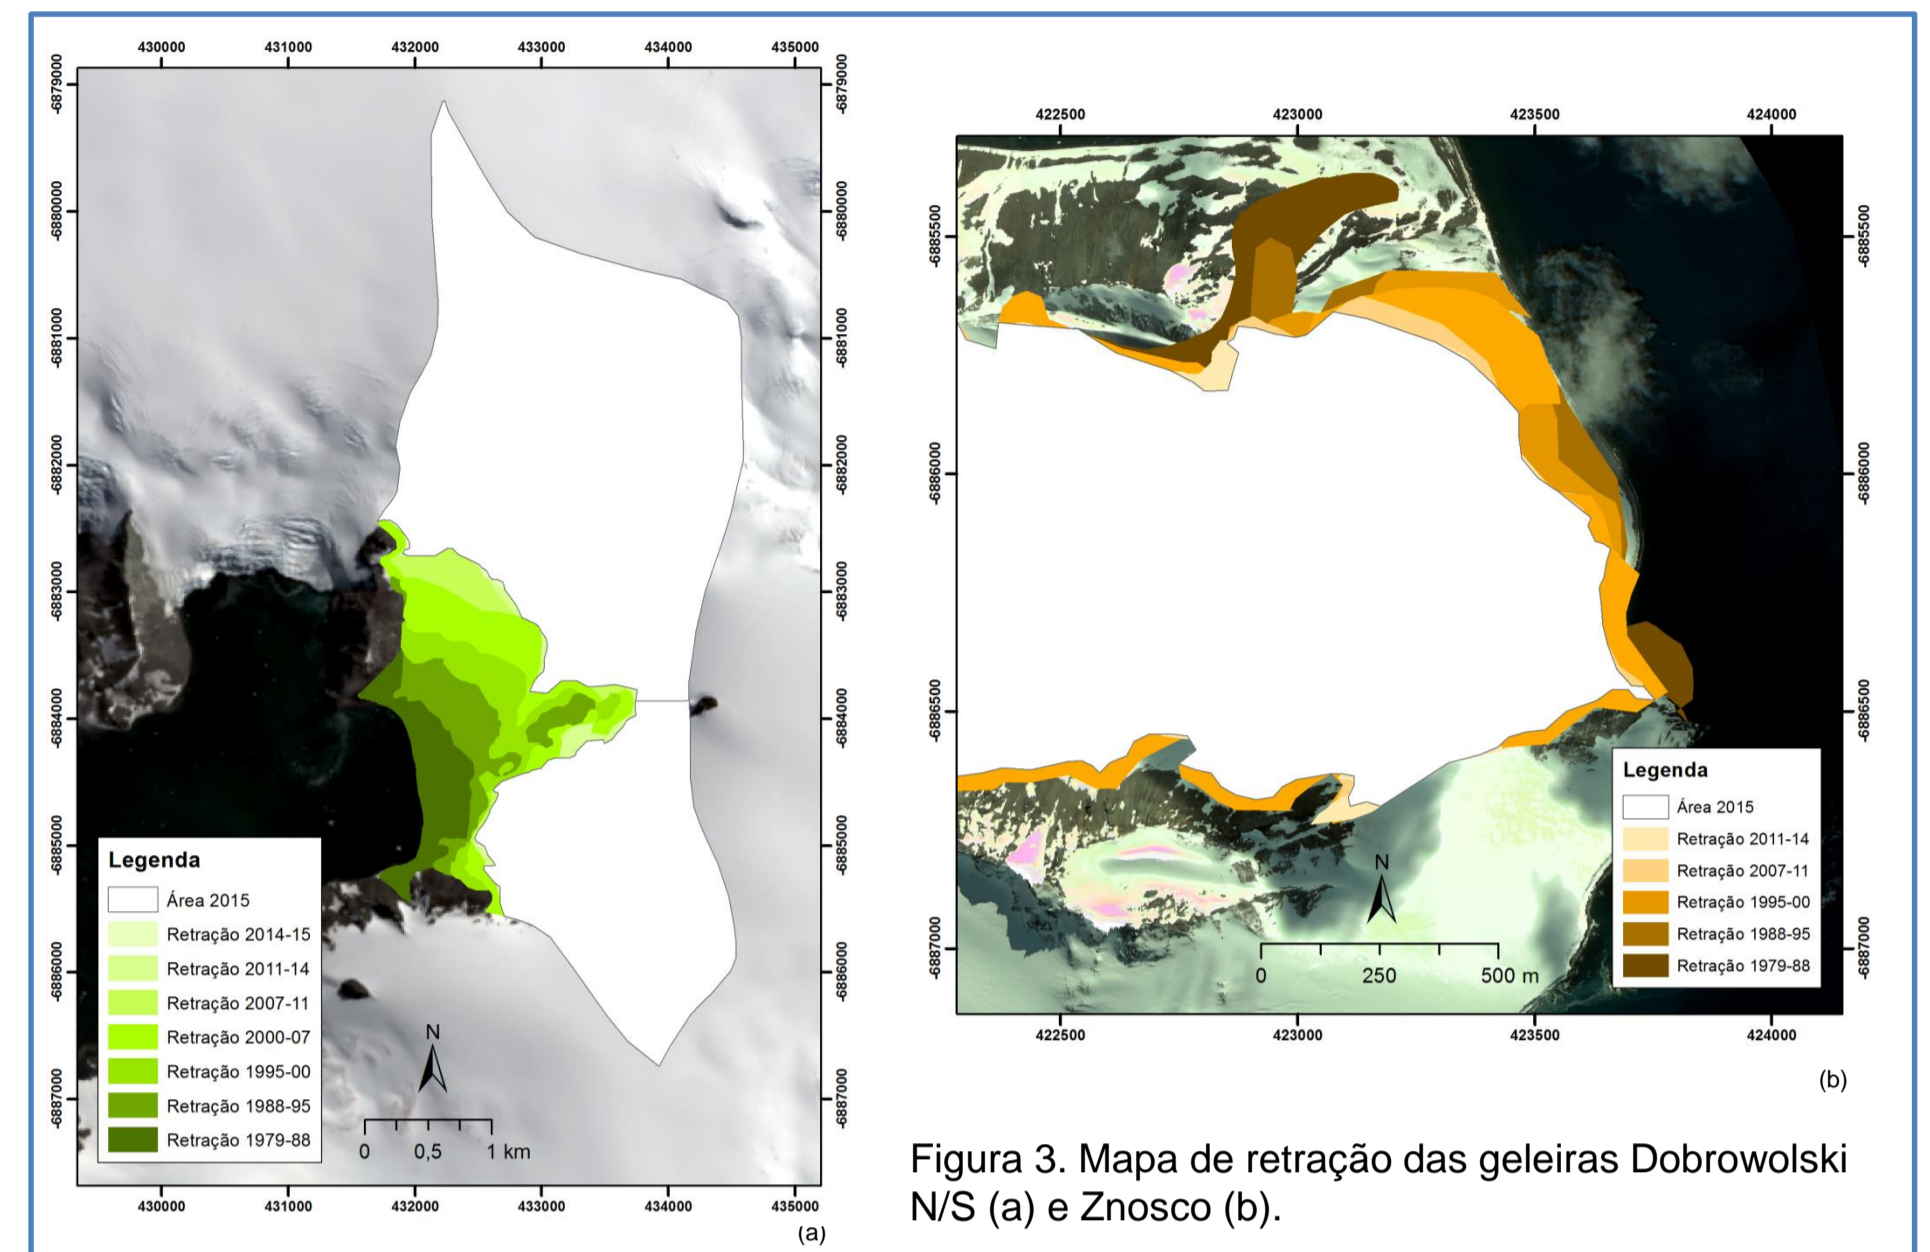 430000 431000 432000 433000 434000 435000
-6879000 -6879000
-6880000 -6880000
-6881000 -6881000
-6882000 -6882000
-6883000 -6883000
-6884000 -6884000
-6885000 -6885000
-6886000 -6886000
-6887000 -6887000
Legenda
Área 2015
Retração 2014-15
Retração 2011-14
Retração 2007-11
Retração 2000-07
Retração 1995-00
Retração 1988-95
Retração 1979-88
N
0 0,5 1 km
430000 431000 432000 433000 434000 435000
(a)
422500 423000 423500 424000
-6885500 -6885500
-6886000 -6886000
-6886500 -6886500
-6887000 -6887000
Legenda
Área 2015
Retração 2011-14
Retração 2007-11
Retração 1995-00
Retração 1988-95
Retração 1979-88
N
0 250 500 m
422500 423000 423500 424000
(b)
Figura 3. Mapa de retração das geleiras Dobrowolski
N/S (a) e Znosco (b).